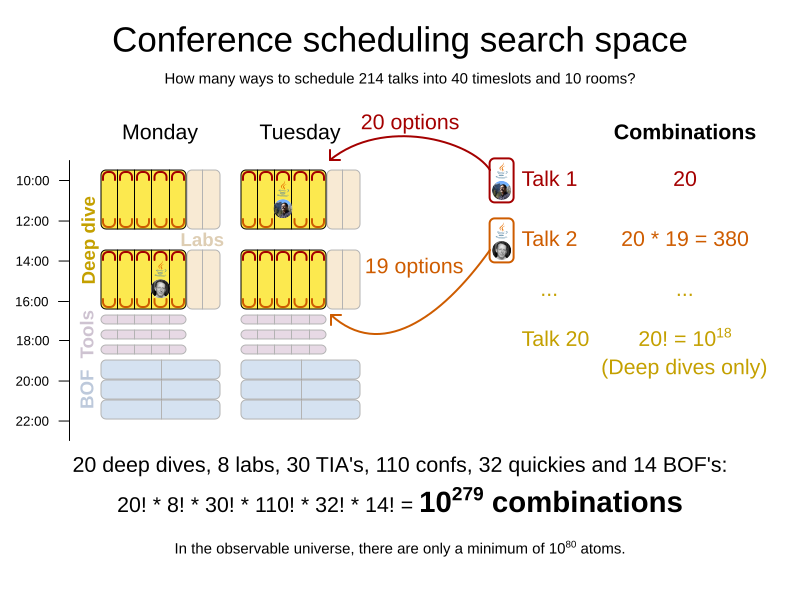 Conference scheduling search space
How many ways to schedule 214 talks into 40 timeslots and 10 rooms?
Monday
Tuesday
20 options
Combinations
10:00
12:00
14:00
16:00
18:00
20:00
22:00
Deep dive
Labs
Tools
BOF
Talk 1
20
Talk 2
20 * 19 = 380
19 options
...
...
Talk 20
20! = 10^18
(Deep dives only)
20 deep dives, 8 labs, 30 TIA's, 110 confs, 32 quickies and 14 BOF's:
20! * 8! * 30! * 110! * 32! * 14! = 10^279 combinations
In the observable universe, there are only a minimum of 10^80 atoms.